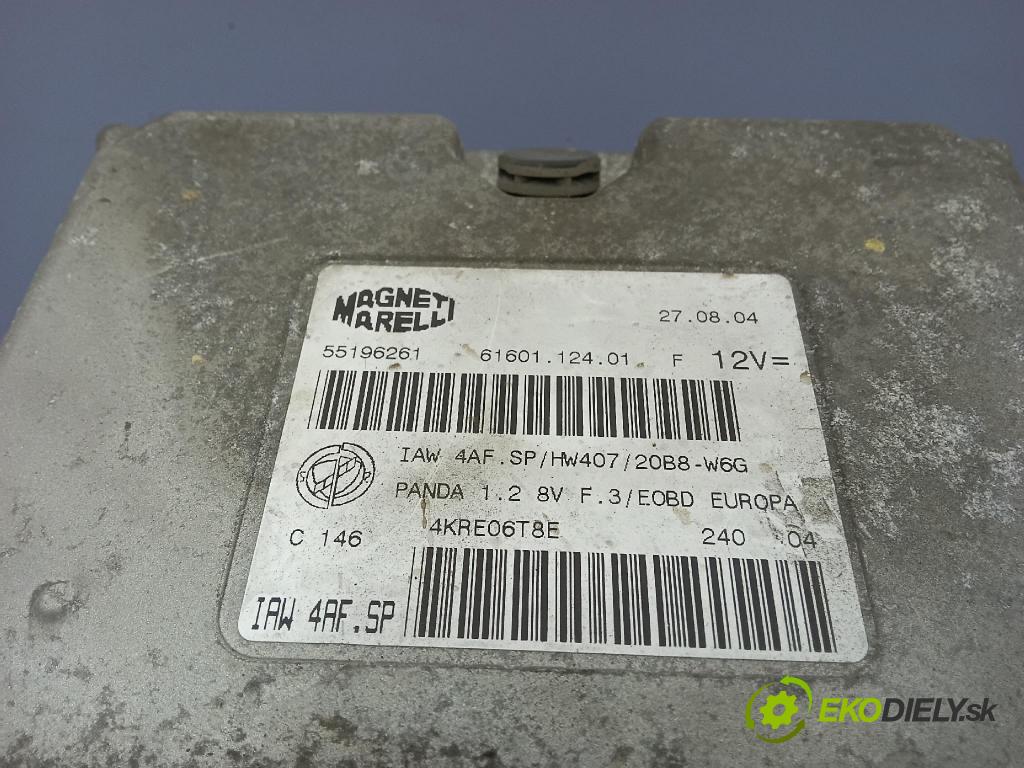 MAGNETI MARELLI
27.08.04
55196261 61601.124.01 F 12V=
IAW 4AF.SP/HW407/20B8-W6G
PANDA 1.2 8V F.3/EOBD EUROPA
C 146 4KRE06T8E 240 04
IAW 4AF.SP
EKODIELY.sk